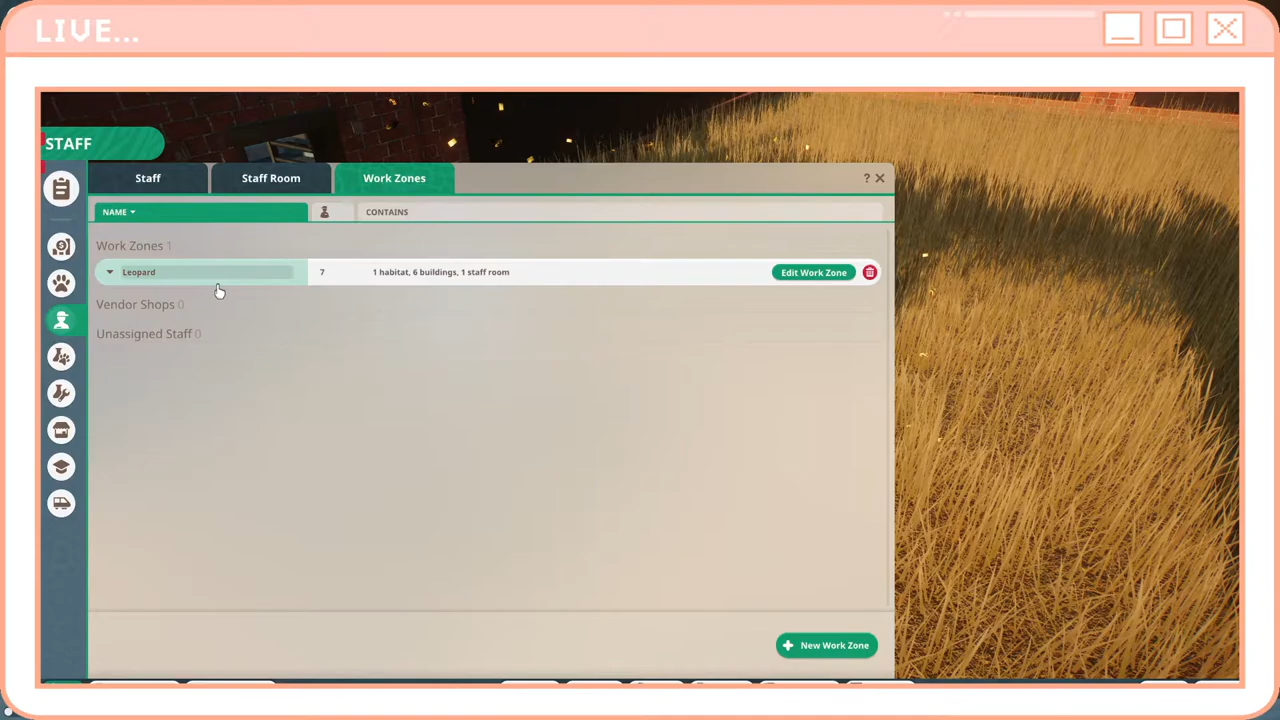 LIVE...
STAFF
Staff
Staff Room
Work Zones
?
NAME
CONTAINS
Work Zones 1
Leopard
7
1 habitat, 6 buildings, 1 staff room
Edit Work Zone
Vendor Shops 0
Unassigned Staff 0
New Work Zone